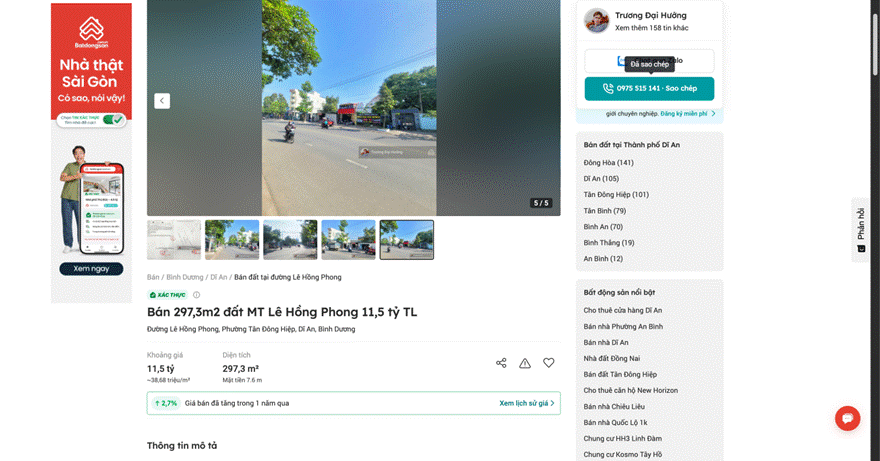 Batdongsan
Nhà thật
Sài Gòn
Có sao, nói vậy!
Xem ngay
5 / 5
Trương Đại Hưởng
Bán / Bình Dương / Dĩ An / Bán đất tại đường Lê Hồng Phong
XÁC THỰC
Bán 297,3m2 đất MT Lê Hồng Phong 11,5 tỷ TL
Đường Lê Hồng Phong, Phường Tân Đông Hiệp, Dĩ An, Bình Dương
Khoảng giá
Diện tích
11,5 tỷ
297,3 m²
~38,68 triệu/m²
Mặt tiền 7.6 m
2,7%
Giá bán đã tăng trong 1 năm qua
Xem lịch sử giá
Thông tin mô tả
Trương Đại Hưởng
Xem thêm 158 tin khác
Zalo
Đã sao chép
0975 515 141 · Sao chép
giới chuyên nghiệp. Đăng ký miễn phí
Bán đất tại Thành phố Dĩ An
Đông Hòa (141)
Dĩ An (105)
Tân Đông Hiệp (101)
Tân Bình (79)
Bình An (70)
Bình Thắng (19)
An Bình (12)
Bất động sản nổi bật
Cho thuê cửa hàng Dĩ An
Bán nhà Phường An Bình
Bán nhà Dĩ An
Nhà đất Đồng Nai
Bán đất Tân Đông Hiệp
Cho thuê căn hộ New Horizon
Bán nhà Chiêu Liêu
Bán nhà Quốc Lộ 1k
Chung cư HH3 Linh Đàm
Chung cư Kosmo Tây Hồ
Phản hồi